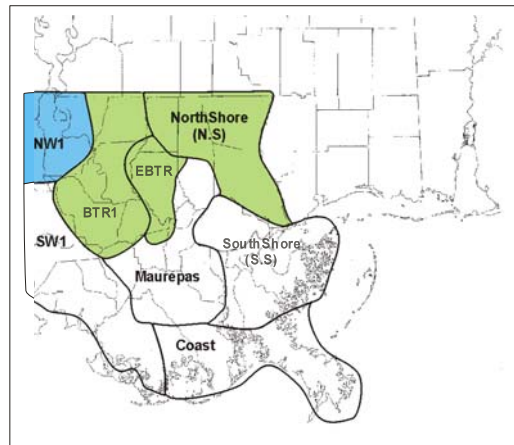 NorthShore
(N.S)
NW1
EBTR
BTR1
SW1
SouthShore
(S.S)
Maurepas
Coast